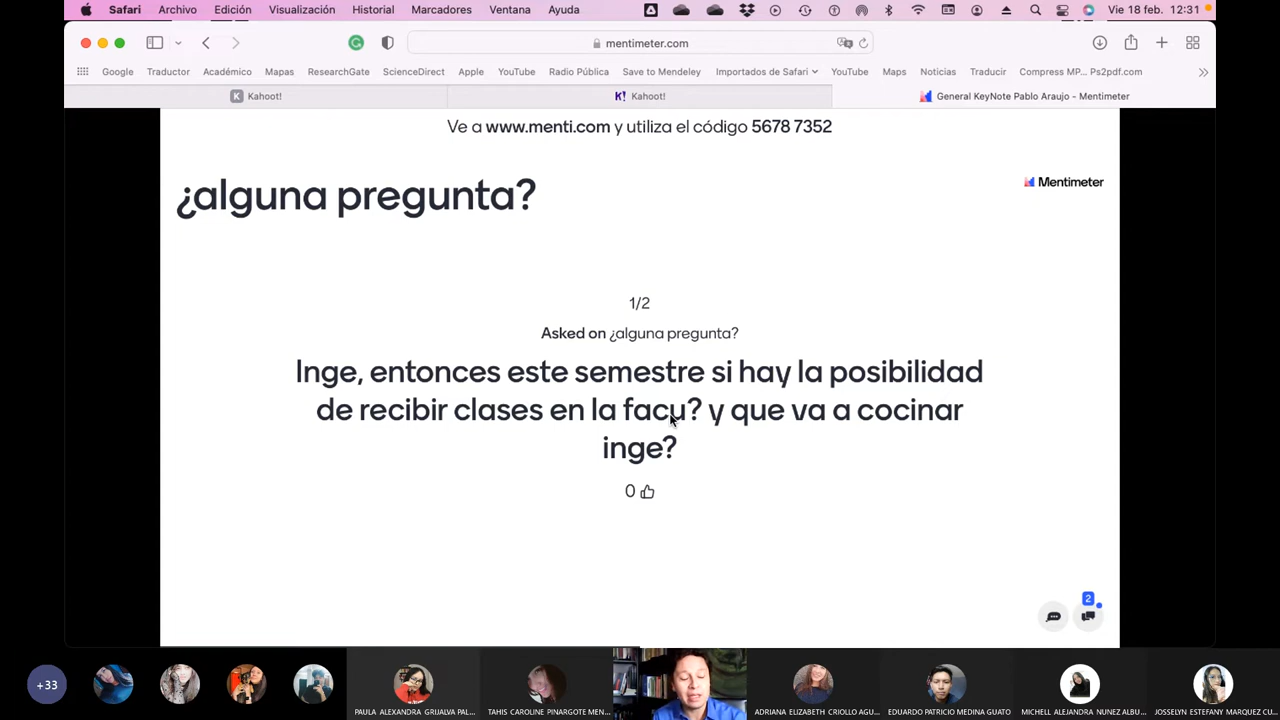 Safari Archivo Edición Visualización Historial Marcadores Ventana Ayuda Vie 18 feb. 12:31
mentimeter.com
Google Traductor Académico Mapas ResearchGate ScienceDirect Apple YouTube Radio Pública Save to Mendeley Importados de Safari YouTube Maps Noticias Traducir Compress MP... Ps2pdf.com
K Kahoot! K! Kahoot! General KeyNote Pablo Araujo - Mentimeter
Ve a www.menti.com y utiliza el código 5678 7352
¿alguna pregunta?
Mentimeter
1/2
Asked on ¿alguna pregunta?
Inge, entonces este semestre si hay la posibilidad
de recibir clases en la facu? y que va a cocinar
inge?
0
2
+33
PAULA ALEXANDRA GRIJALVA PAL... TAHIS CAROLINE PINARGOTE MEN... ADRIANA ELIZABETH CRIOLLO AGU... EDUARDO PATRICIO MEDINA GUATO MICHELL ALEJANDRA NUNEZ ALBU... JOSSELYN ESTEFANY MARQUEZ CU...